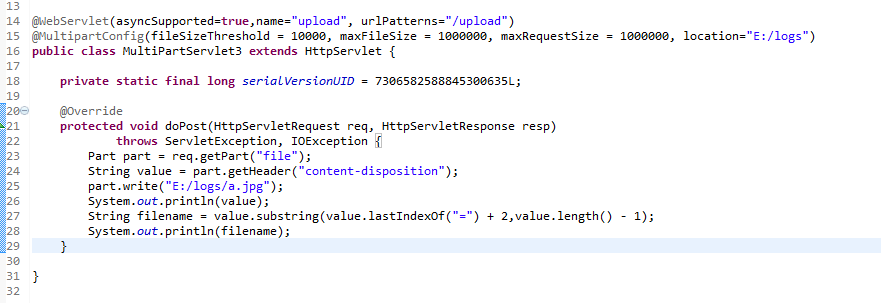 13
14 @WebServlet(asyncSupported=true,name="upload", urlPatterns="/upload")
15 @MultipartConfig(fileSizeThreshold = 10000, maxFileSize = 1000000, maxRequestSize = 1000000, location="E:/logs")
16 public class MultiPartServlet3 extends HttpServlet {
17
18 private static final long serialVersionUID = 7306582588845300635L;
19
20 @Override
21 protected void doPost(HttpServletRequest req, HttpServletResponse resp)
22 throws ServletException, IOException {
23 Part part = req.getPart("file");
24 String value = part.getHeader("content-disposition");
25 part.write("E:/logs/a.jpg");
26 System.out.println(value);
27 String filename = value.substring(value.lastIndexOf("=") + 2,value.length() - 1);
28 System.out.println(filename);
29 }
30
31 }
32